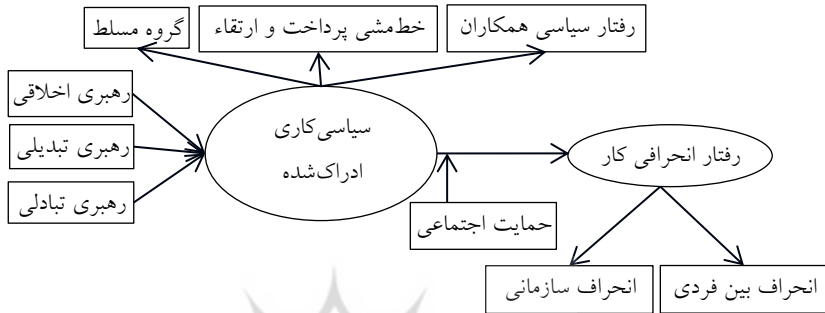 رفتار سیاسی همکاران
خط‌مشی پرداخت و ارتقاء
گروه مسلط
رهبری اخلاقی
رهبری تبدیلی
رهبری تبادلی
سیاسی‌کاری
ادراک‌شده
رفتار انحرافی کار
حمایت اجتماعی
انحراف بین فردی
انحراف سازمانی